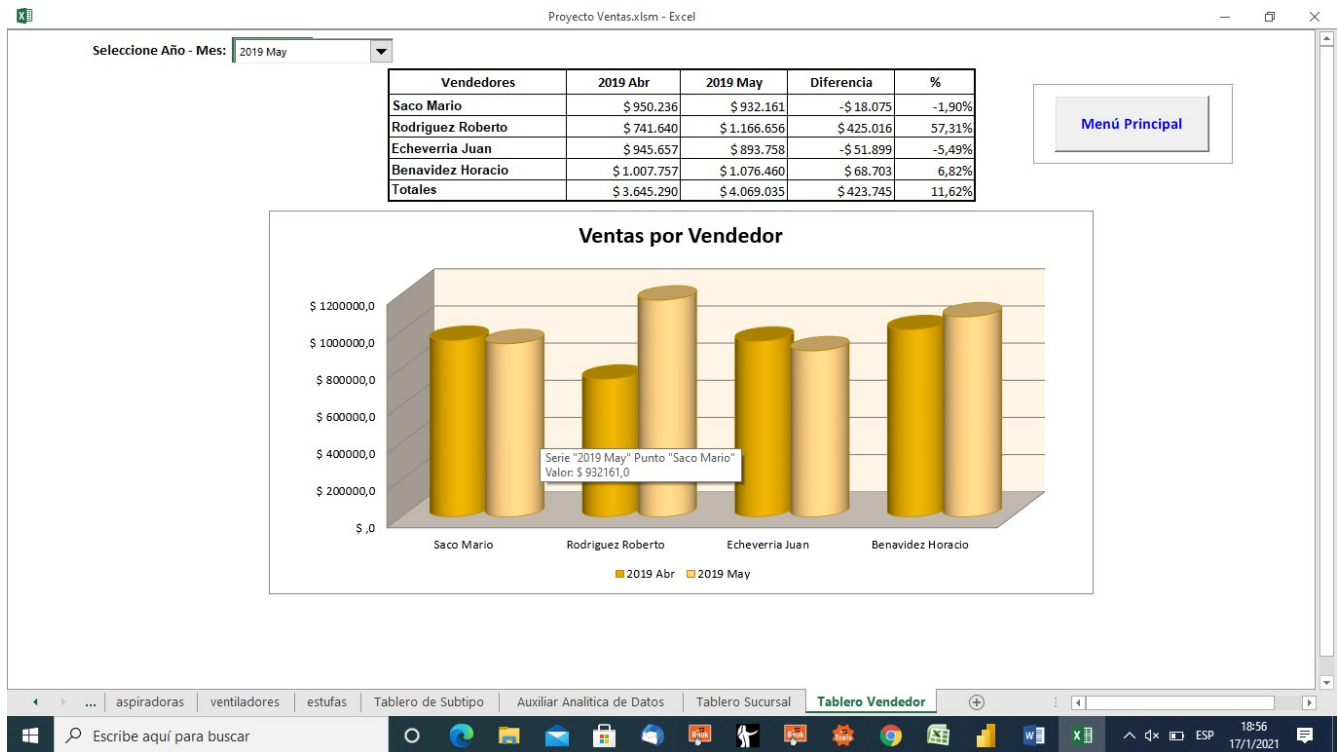 Proyecto Ventas.xlsm - Excel
Seleccione Año - Mes: 2019 May
Vendedores 2019 Abr 2019 May Diferencia %
Saco Mario $ 950.236 $ 932.161 -$ 18.075 -1,90%
Rodriguez Roberto $ 741.640 $ 1.166.656 $ 425.016 57,31%
Echeverria Juan $ 945.657 $ 893.758 -$ 51.899 -5,49%
Benavidez Horacio $ 1.007.757 $ 1.076.460 $ 68.703 6,82%
Totales $ 3.645.290 $ 4.069.035 $ 423.745 11,62%
Menú Principal
Ventas por Vendedor
$ 1200000,0
$ 1000000,0
$ 800000,0
$ 600000,0
$ 400000,0
$ 200000,0
$ ,0
Serie "2019 May" Punto "Saco Mario"
Valor: $ 932161,0
Saco Mario Rodriguez Roberto Echeverria Juan Benavidez Horacio
2019 Abr 2019 May
... aspiradoras ventiladores estufas Tablero de Subtipo Auxiliar Analitica de Datos Tablero Sucursal Tablero Vendedor
Escribe aquí para buscar
ESP
18:56
17/1/2021